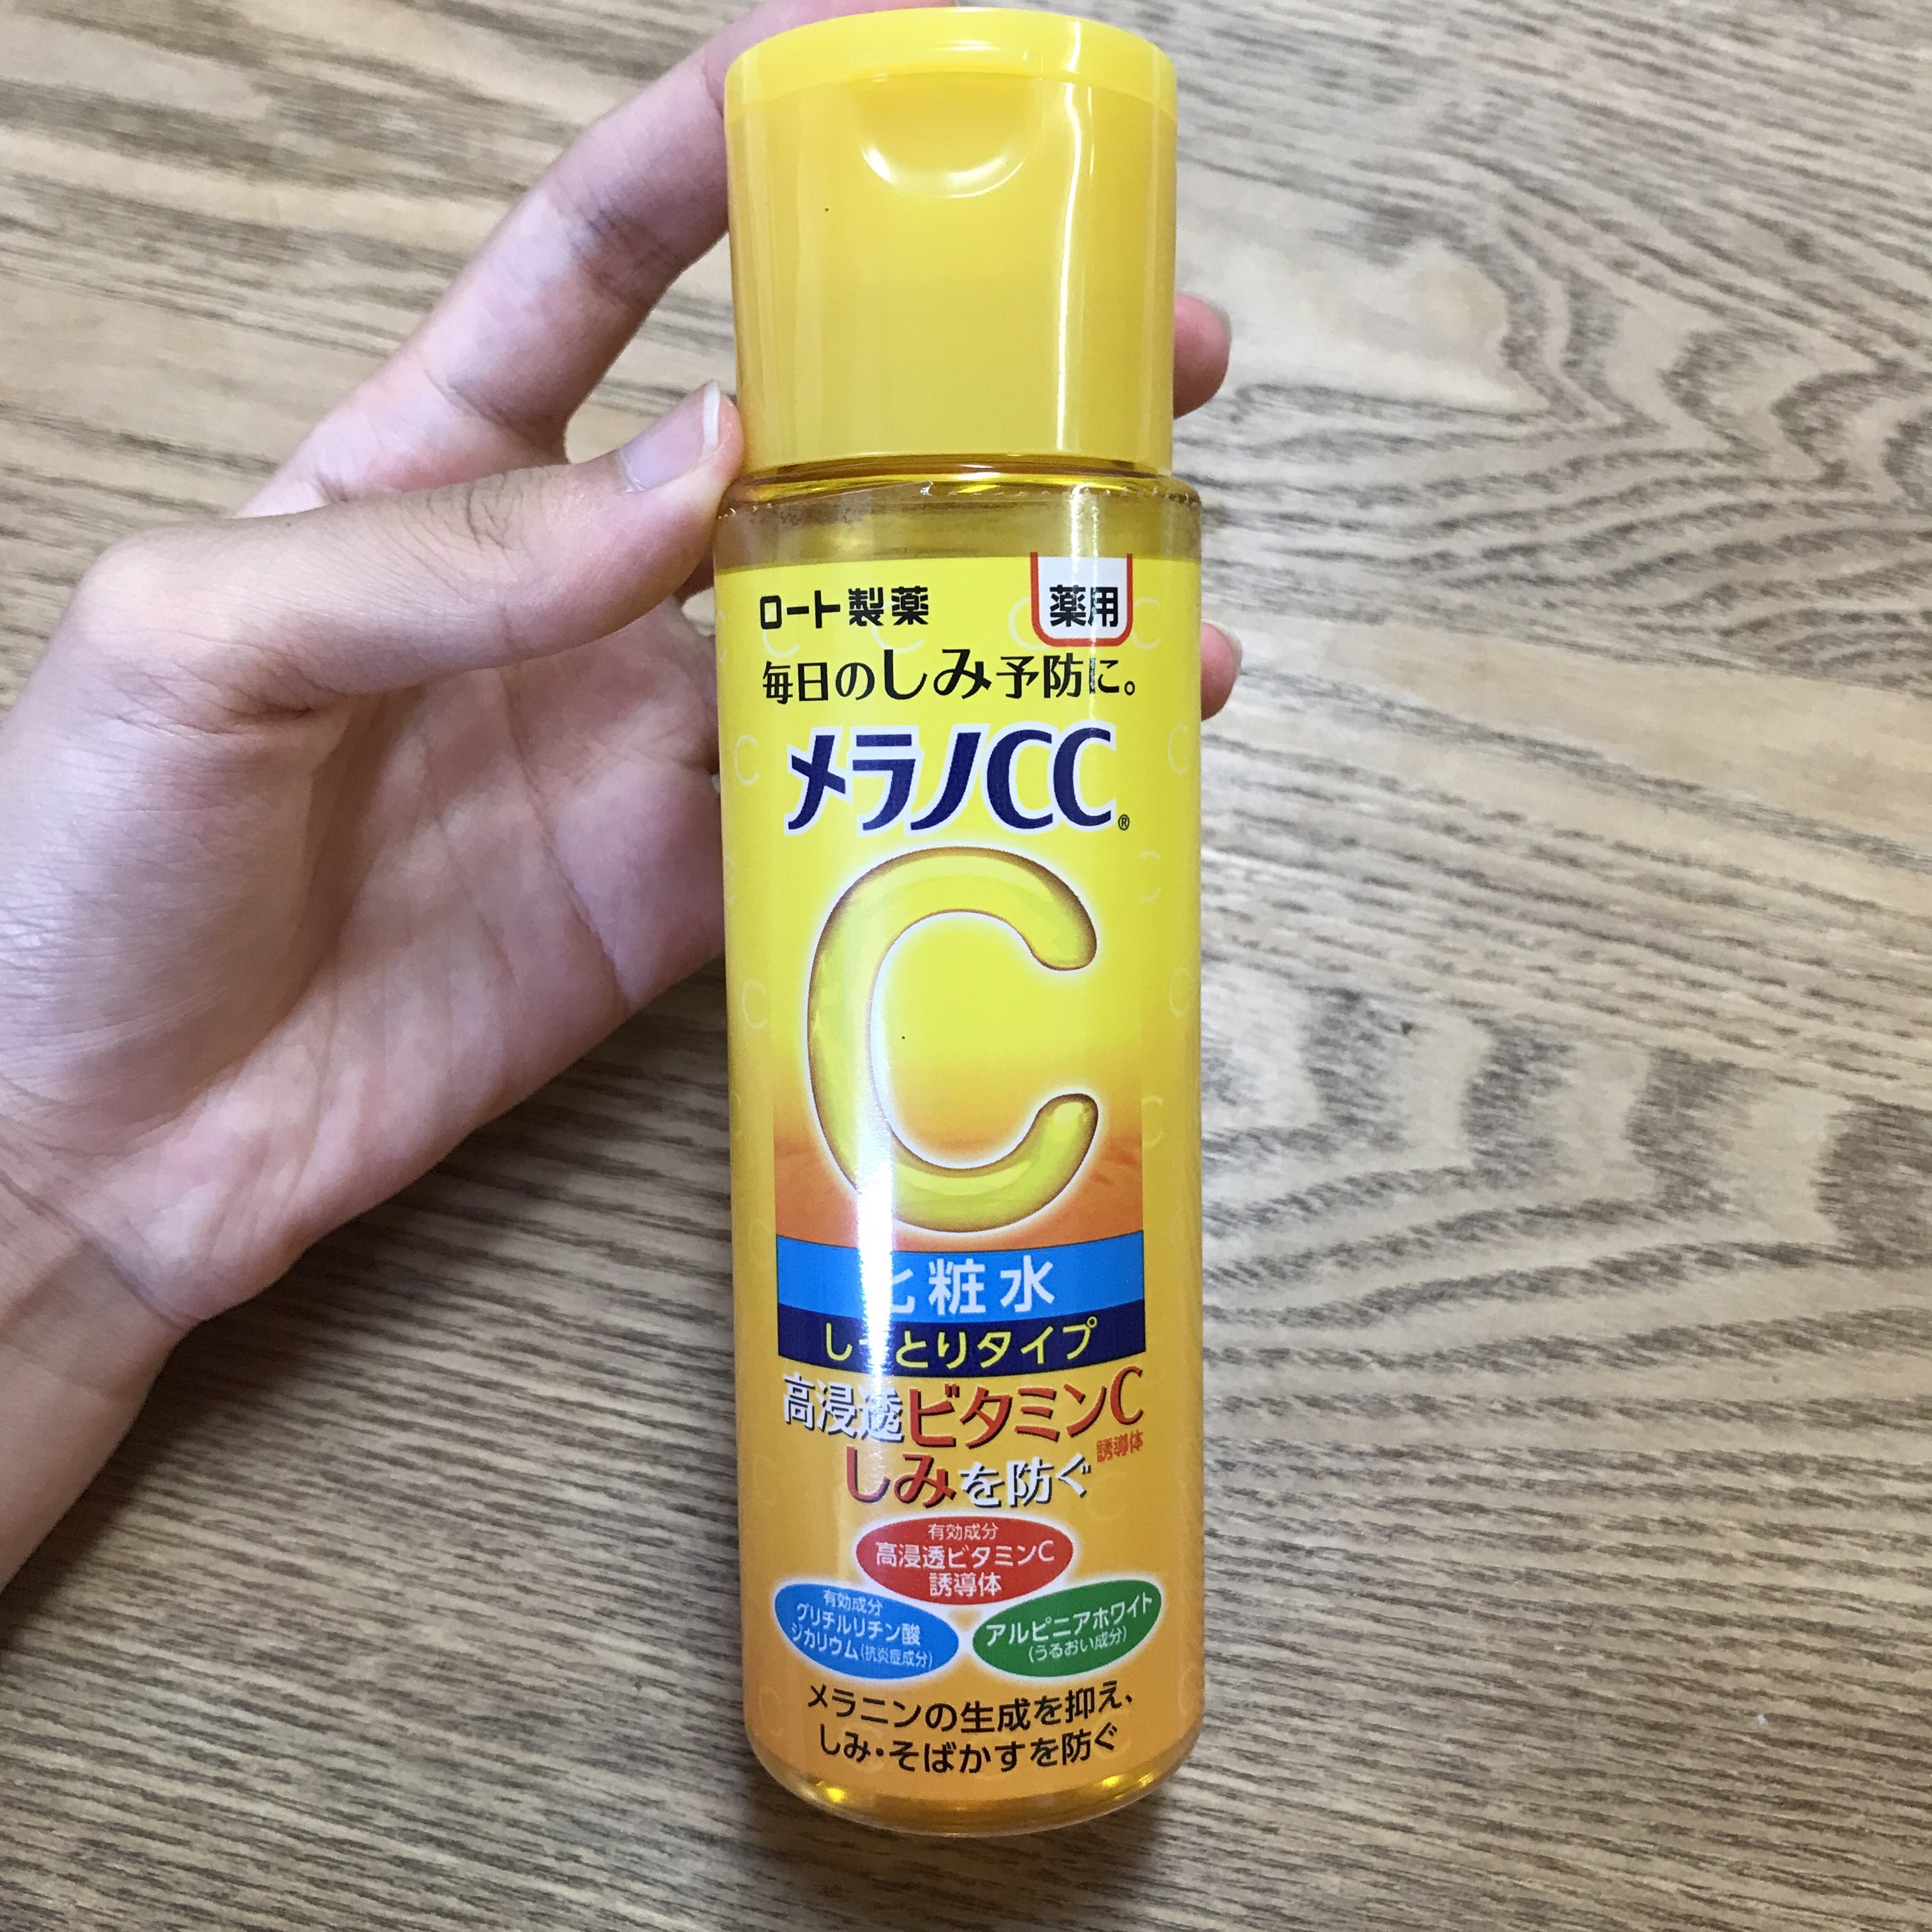 ロート製薬
薬用
毎日のしみ予防に。
メラノCC®
C
化粧水
しっとりタイプ
高浸透ビタミンC
誘導体
しみを防ぐ
有効成分
高浸透ビタミンC
誘導体
有効成分
グリチルリチン酸
ジカリウム(抗炎症成分)
アルピニアホワイト
(うるおい成分)
メラニンの生成を抑え、
しみ・そばかすを防ぐ